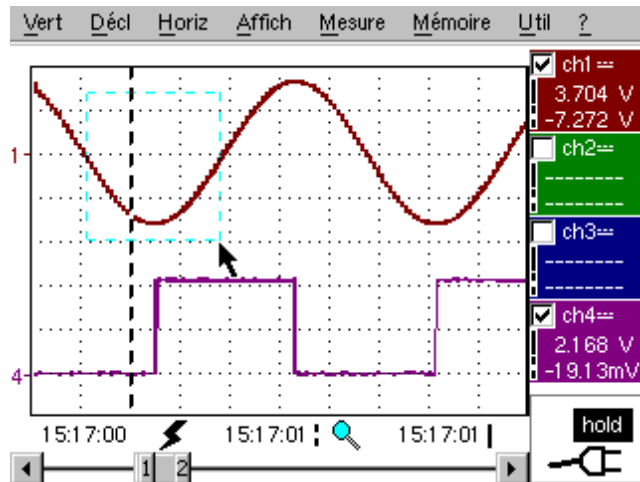 Vert Décl Horiz Affich Mesure Mémoire Util ?
ch1
3.704 V
-7.272 V
ch2
--------
--------
ch3
--------
--------
ch4
2.168 V
-19.13mV
1
4
15:17:00 15:17:01 15:17:01
hold
1 2